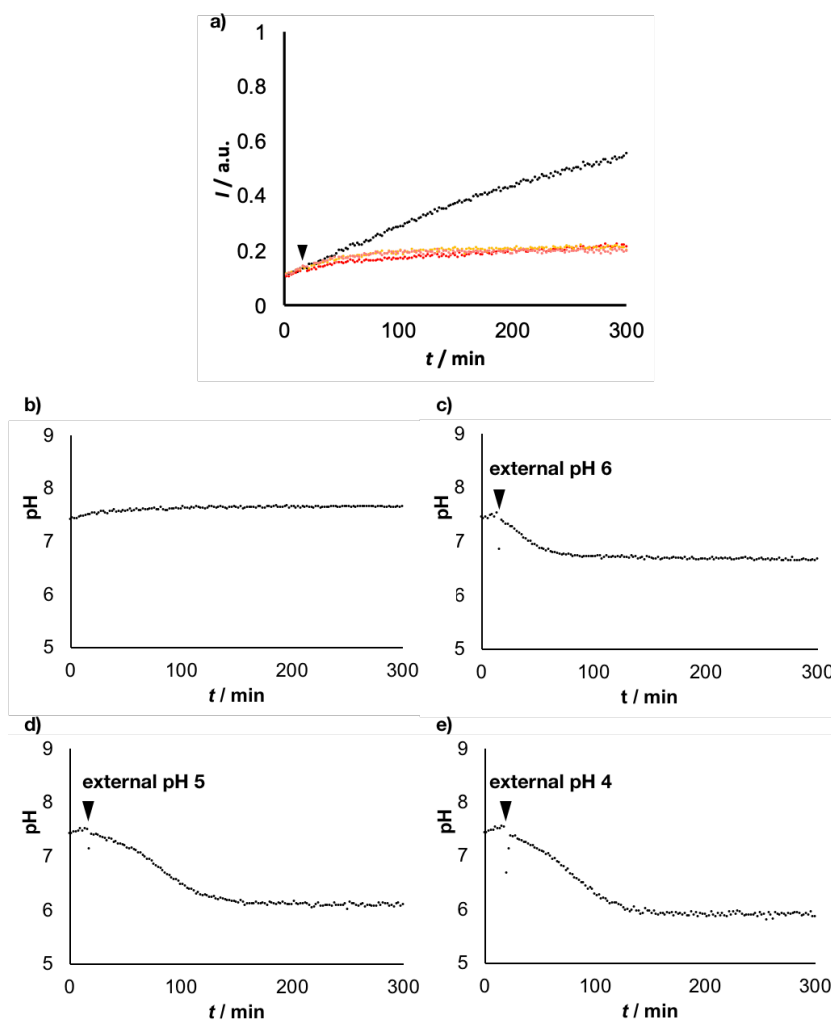 a)
1
0.8
0.6
0.4
0.2
0
I / a.u.
0 100 200 300
t / min
b)
9
8
7
6
5
pH
0 100 200 300
t / min
c)
9
8
7
6
5
pH
external pH 6
0 100 200 300
t / min
d)
9
8
7
6
5
pH
external pH 5
0 100 200 300
t / min
e)
9
8
7
6
5
pH
external pH 4
0 100 200 300
t / min